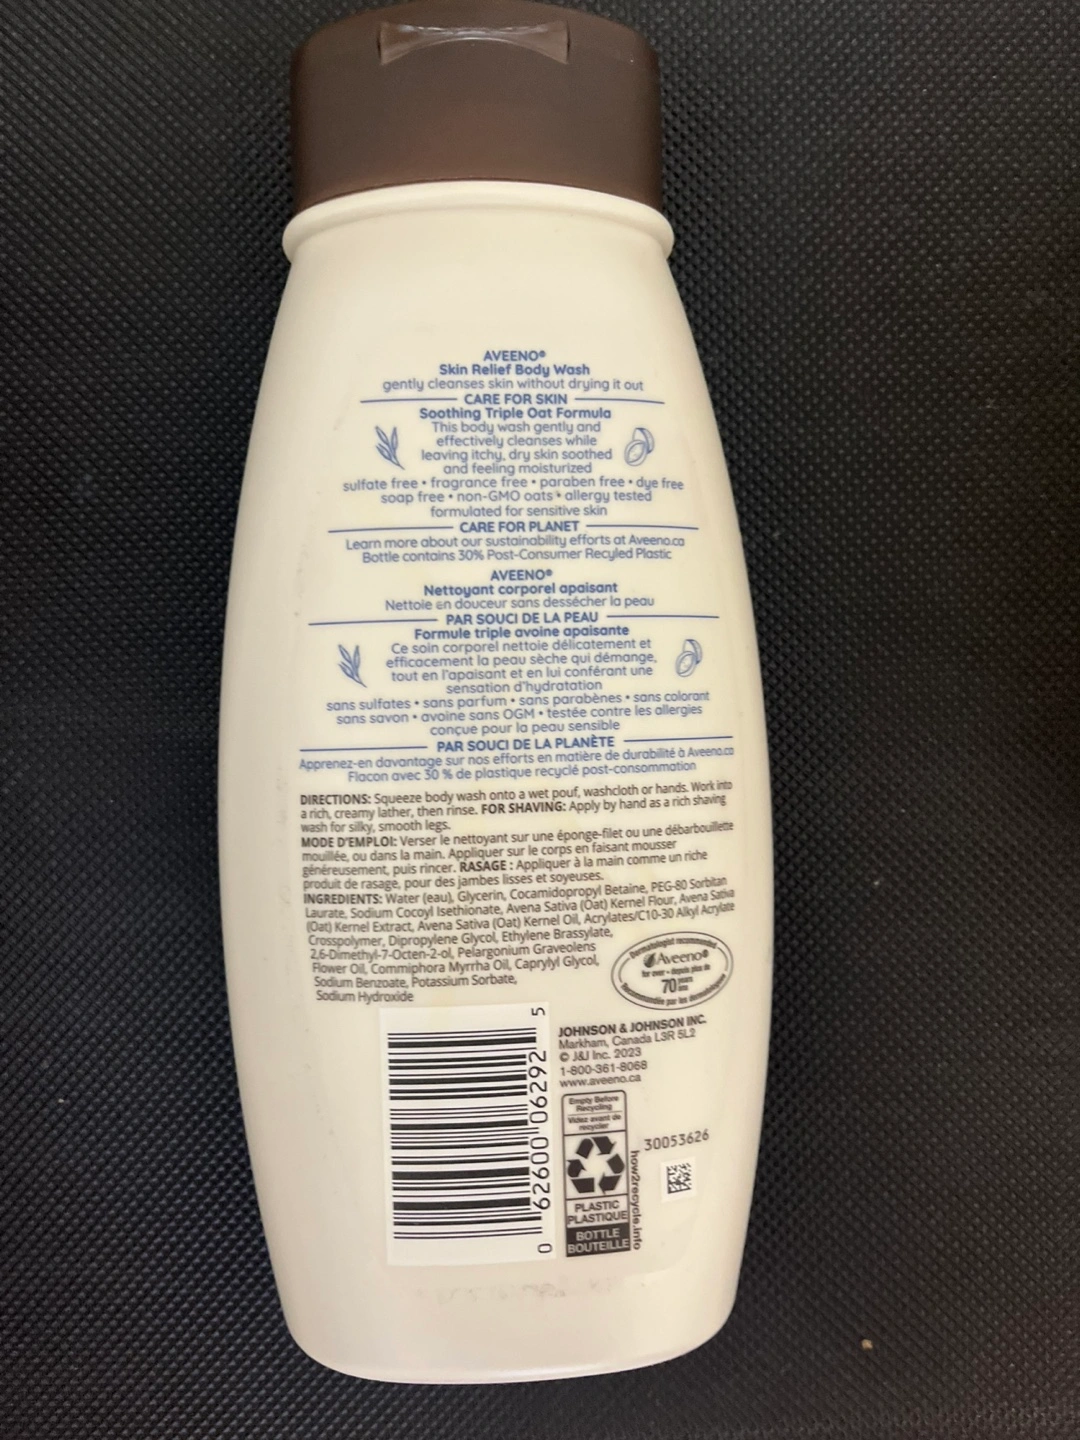 AVEENO®
Skin Relief Body Wash
gently cleanses skin without drying it out
CARE FOR SKIN
Soothing Triple Oat Formula
This body wash gently and
effectively cleanses while
leaving itchy, dry skin soothed
and feeling moisturized
sulfate free • fragrance free • paraben free • dye free
soap free • non-GMO oats • allergy tested
formulated for sensitive skin
CARE FOR PLANET
Learn more about our sustainability efforts at Aveeno.ca
Bottle contains 30% Post-Consumer Recyled Plastic
AVEENO®
Nettoyant corporel apaisant
Nettoie en douceur sans dessécher la peau
PAR SOUCI DE LA PEAU
Formule triple avoine apaisante
Ce soin corporel nettoie délicatement et
efficacement la peau sèche qui démange,
tout en l'apaisant et en lui conférant une
sensation d'hydratation
sans sulfates • sans parfum • sans parabènes • sans colorant
sans savon • avoine sans OGM • testée contre les allergies
conçue pour la peau sensible
PAR SOUCI DE LA PLANÈTE
Apprenez-en davantage sur nos efforts en matière de durabilité à Aveeno.ca
Flacon avec 30 % de plastique recyclé post-consommation
DIRECTIONS: Squeeze body wash onto a wet pouf, washcloth or hands. Work into
a rich, creamy lather, then rinse. FOR SHAVING: Apply by hand as a rich shaving
wash for silky, smooth legs.
MODE D'EMPLOI: Verser le nettoyant sur une éponge-filet ou une débarbouillette
mouillée, ou dans la main. Appliquer sur le corps en faisant mousser
généreusement, puis rincer. RASAGE : Appliquer à la main comme un riche
produit de rasage, pour des jambes lisses et soyeuses.
INGREDIENTS: Water (eau), Glycerin, Cocamidopropyl Betaine, PEG-80 Sorbitan
Laurate, Sodium Cocoyl Isethionate, Avena Sativa (Oat) Kernel Flour, Avena Sativa
(Oat) Kernel Extract, Avena Sativa (Oat) Kernel Oil, Acrylates/C10-30 Alkyl Acrylate
Crosspolymer, Dipropylene Glycol, Ethylene Brassylate,
2,6-Dimethyl-7-Octen-2-ol, Pelargonium Graveolens
Flower Oil, Commiphora Myrrha Oil, Caprylyl Glycol,
Sodium Benzoate, Potassium Sorbate,
Sodium Hydroxide
Dermatologist recommended
Aveeno®
for over • depuis plus de
70 years
ans
Recommandée par les dermatologues
JOHNSON & JOHNSON INC.
Markham, Canada L3R 5L2
© J&J Inc. 2023
1-800-361-8068
www.aveeno.ca
0 62600 06292 5
Empty Before
Recycling
Videz avant de
recycler
PLASTIC
PLASTIQUE
BOTTLE
BOUTEILLE
how2recycle.info
30053626